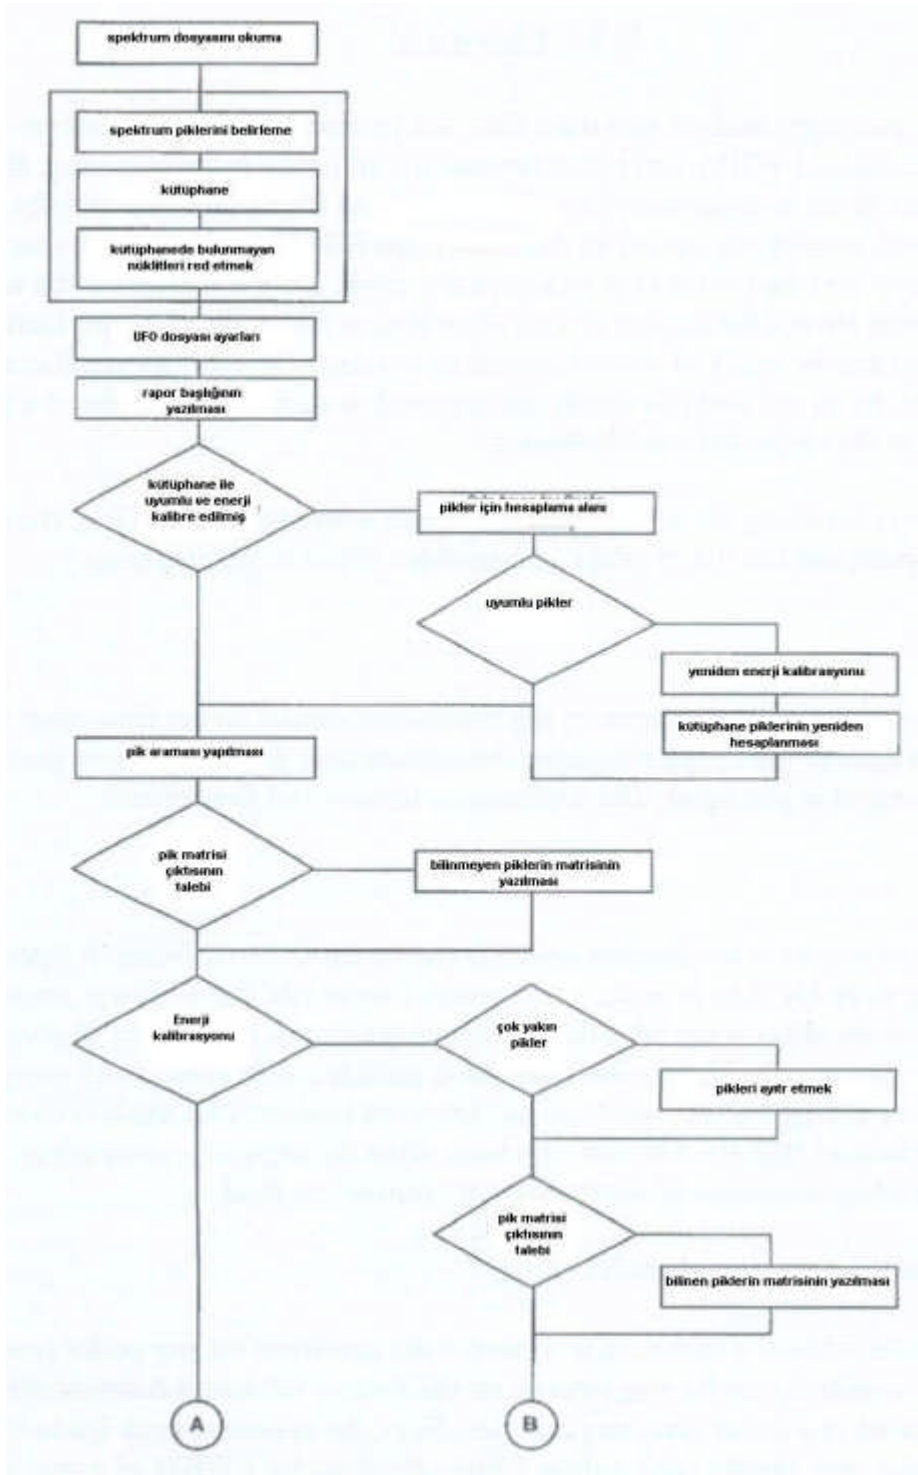 spektrum dosyasını okuma
spektrum piklerini belirleme
kütüphane
kütüphanede bulunmayan
nüklitleri red etmek
UFO dosyası ayarları
rapor başlığının
yazılması
kütüphane ile
uyumlu ve enerji
kalibre edilmiş
pikler için hesaplama alanı
uyumlu pikler
yeniden enerji kalibrasyonu
kütüphane piklerinin yeniden
hesaplanması
pik araması yapılması
pik matrisi
çıktısının
talebi
bilinmeyen piklerin matrisinin
yazılması
Enerji
kalibrasyonu
çok yakın
pikler
pikleri ayırt etmek
pik matrisi
çıktısının
talebi
bilinen piklerin matrisinin yazılması
A
B